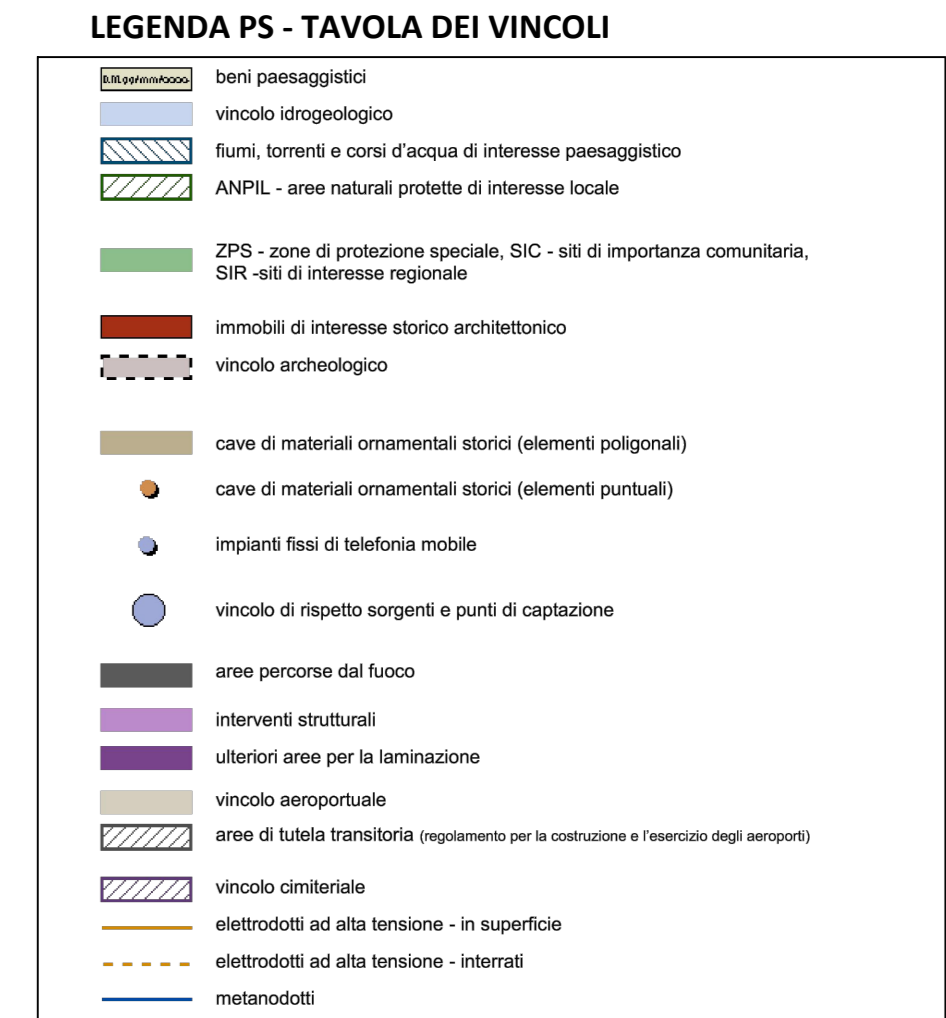 LEGENDA PS - TAVOLA DEI VINCOLI
D.M.gg/mm/aaaa
beni paesaggistici
vincolo idrogeologico
fiumi, torrenti e corsi d'acqua di interesse paesaggistico
ANPIL - aree naturali protette di interesse locale
ZPS - zone di protezione speciale, SIC - siti di importanza comunitaria,
SIR -siti di interesse regionale
immobili di interesse storico architettonico
vincolo archeologico
cave di materiali ornamentali storici (elementi poligonali)
cave di materiali ornamentali storici (elementi puntuali)
impianti fissi di telefonia mobile
vincolo di rispetto sorgenti e punti di captazione
aree percorse dal fuoco
interventi strutturali
ulteriori aree per la laminazione
vincolo aeroportuale
aree di tutela transitoria (regolamento per la costruzione e l'esercizio degli aeroporti)
vincolo cimiteriale
elettrodotti ad alta tensione - in superficie
elettrodotti ad alta tensione - interrati
metanodotti